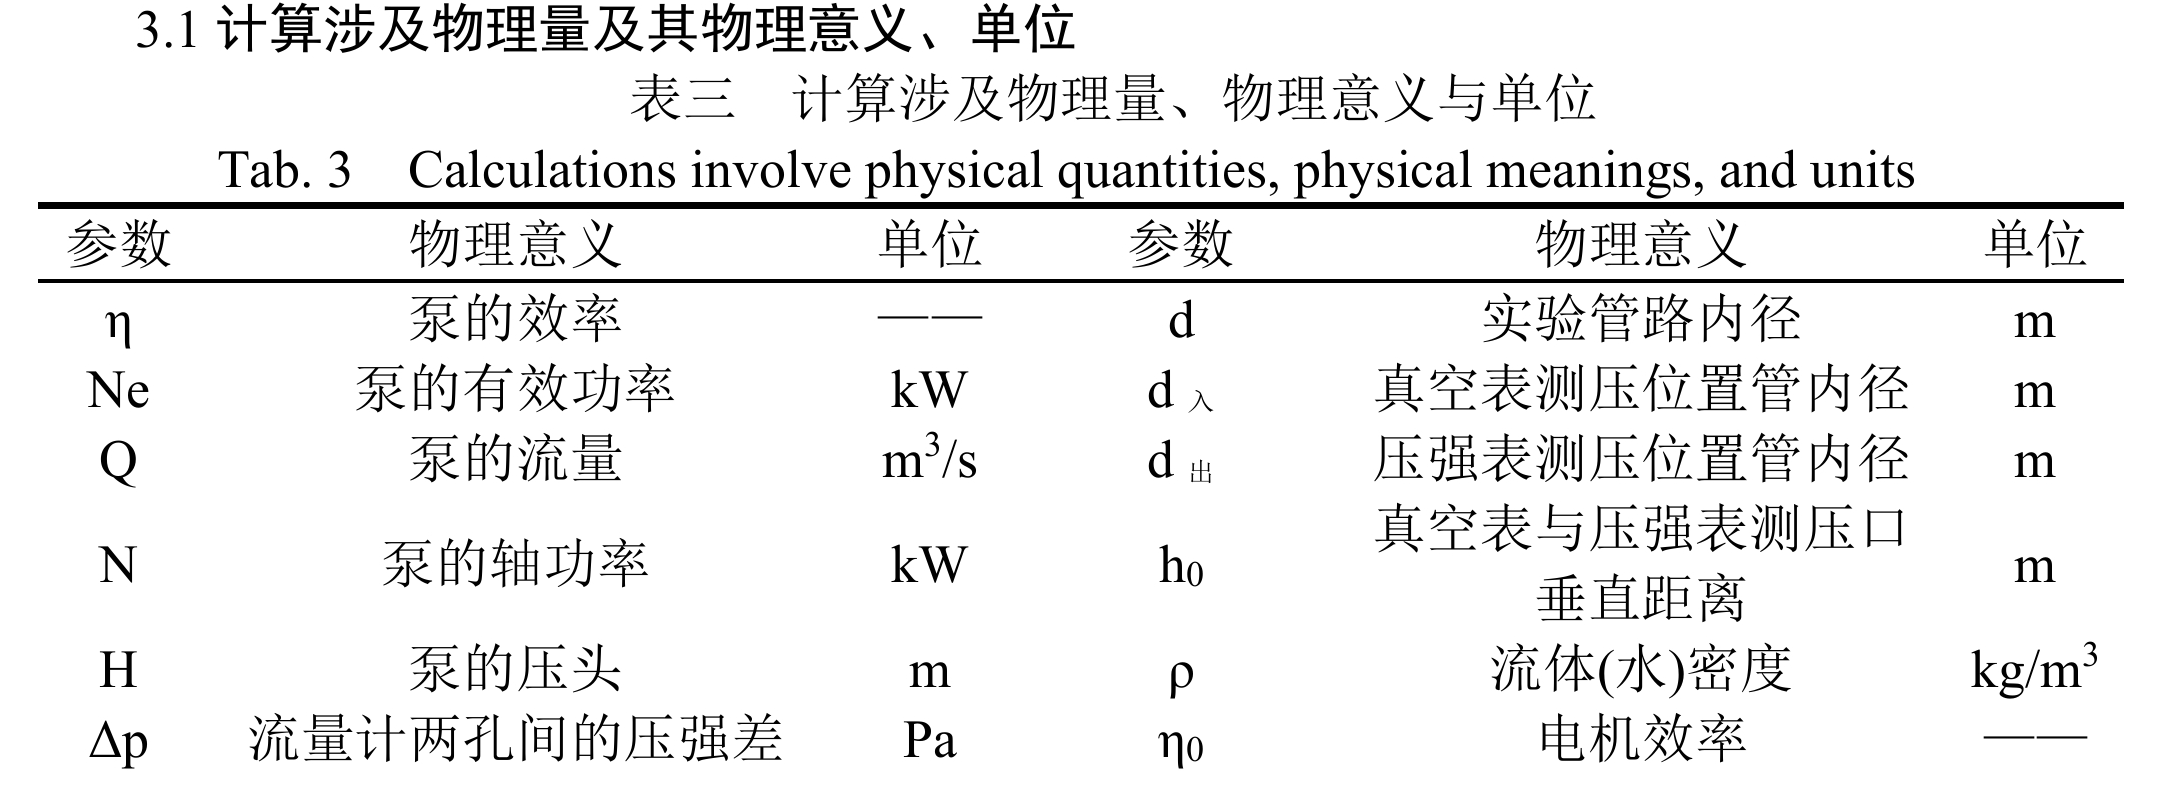 3.1 计算涉及物理量及其物理意义、单位
表三 计算涉及物理量、物理意义与单位
Tab. 3 Calculations involve physical quantities, physical meanings, and units
参数 物理意义 单位 参数 物理意义 单位
η 泵的效率 —— d 实验管路内径 m
Ne 泵的有效功率 kW d入 真空表测压位置管内径 m
Q 泵的流量 m³/s d出 压强表测压位置管内径 m
N 泵的轴功率 kW h₀ 真空表与压强表测压口
垂直距离 m
H 泵的压头 m ρ 流体(水)密度 kg/m³
Δp 流量计两孔间的压强差 Pa η₀ 电机效率 ——